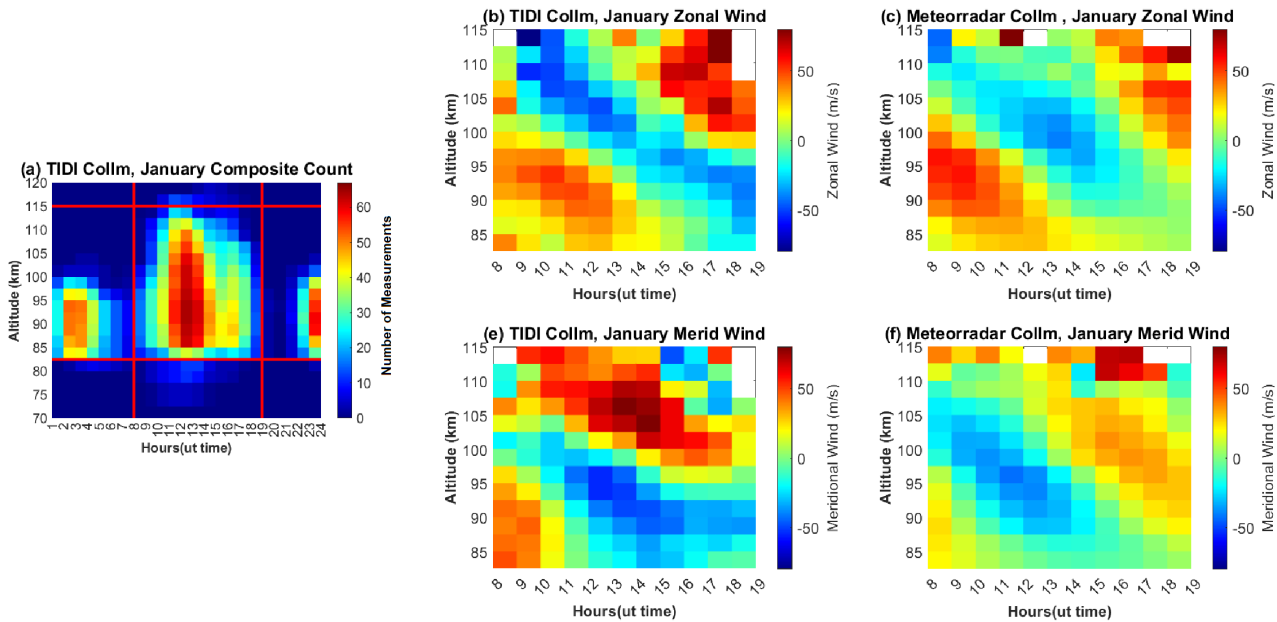 (a) TIDI Collm, January Composite Count
120
115
110
105
100
95
90
85
80
75
70
Altitude (km)
1 2 3 4 5 6 7 8 9 10 11 12 13 14 15 16 17 18 19 20 21 22 23 24
Hours(ut time)
60
50
40
30
20
10
0
Number of Measurements
(b) TIDI Collm, January Zonal Wind
115
110
105
100
95
90
85
Altitude (km)
8 9 10 11 12 13 14 15 16 17 18 19
Hours(ut time)
50
0
-50
Zonal Wind (m/s)
(c) Meteorradar Collm , January Zonal Wind
115
110
105
100
95
90
85
Altitude (km)
8 9 10 11 12 13 14 15 16 17 18 19
Hours(ut time)
50
0
-50
Zonal Wind (m/s)
(e) TIDI Collm, January Merid Wind
115
110
105
100
95
90
85
Altitude (km)
8 9 10 11 12 13 14 15 16 17 18 19
Hours(ut time)
50
0
-50
Meridional Wind (m/s)
(f) Meteorradar Collm, January Merid Wind
115
110
105
100
95
90
85
Altitude (km)
8 9 10 11 12 13 14 15 16 17 18 19
Hours(ut time)
50
0
-50
Meridional Wind (m/s)